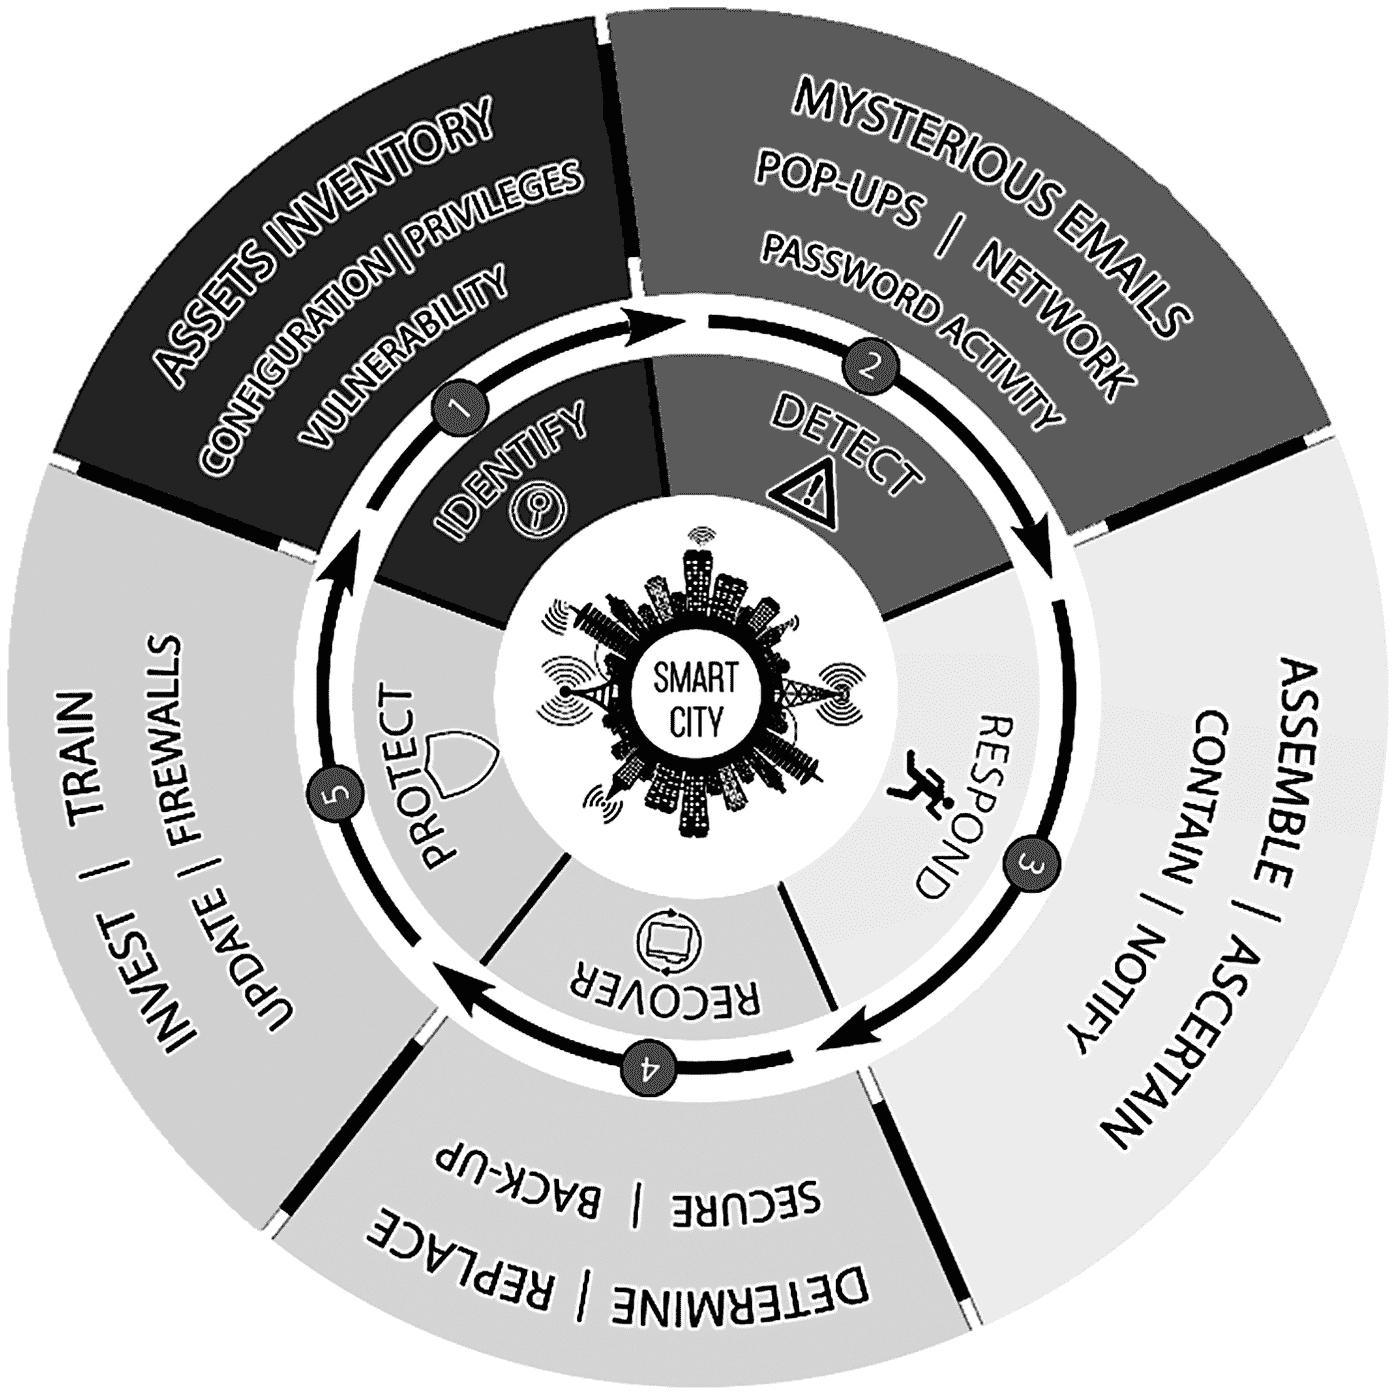 ASSETS INVENTORY
CONFIGURATION | PRIVILEGES
VULNERABILITY
1
IDENTIFY
MYSTERIOUS EMAILS
POP-UPS | NETWORK
PASSWORD ACTIVITY
2
DETECT
ASSEMBLE | ASCERTAIN
CONTAIN | NOTIFY
3
RESPOND
DETERMINE | REPLACE
SECURE | BACK-UP
4
RECOVER
INVEST | TRAIN
UPDATE | FIREWALLS
5
PROTECT
SMART
CITY